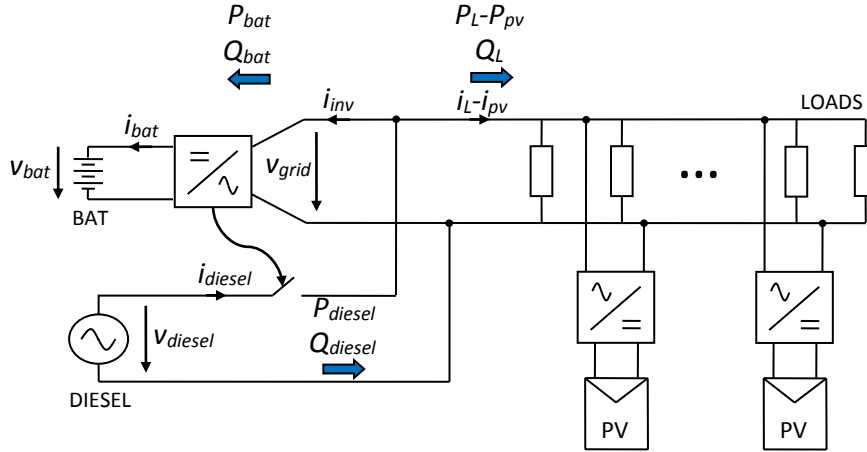 P_bat
Q_bat
P_L-P_pv
Q_L
i_inv
i_L-i_pv
LOADS
i_bat
v_bat
v_grid
BAT
...
i_diesel
P_diesel
v_diesel
Q_diesel
DIESEL
PV
PV